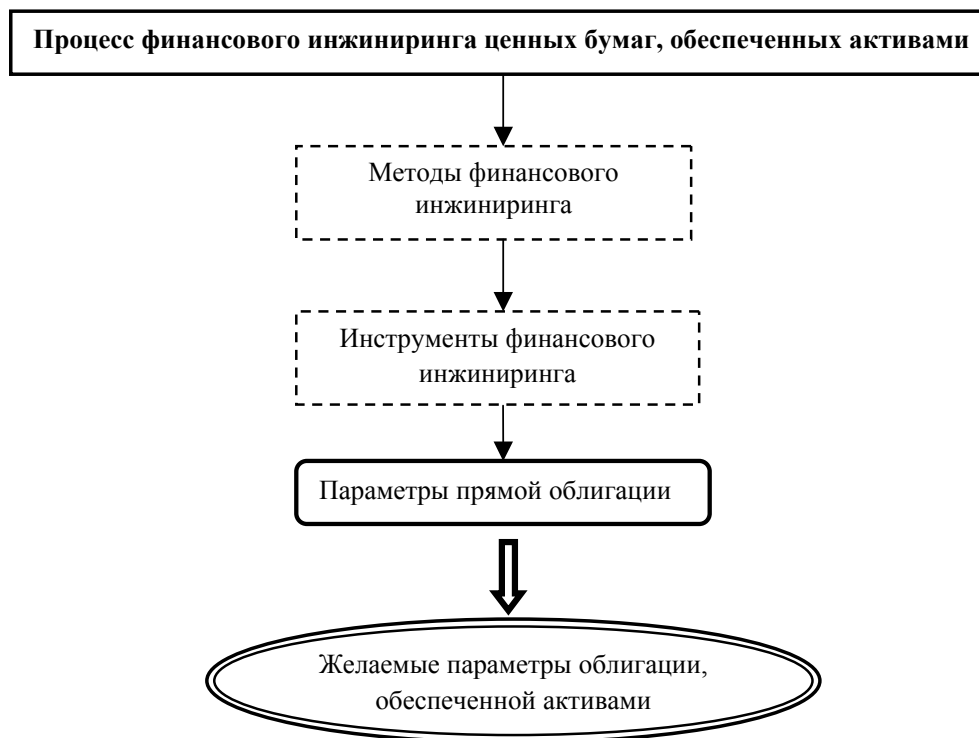 Процесс финансового инжиниринга ценных бумаг, обеспеченных активами
Методы финансового
инжиниринга
Инструменты финансового
инжиниринга
Параметры прямой облигации
Желаемые параметры облигации,
обеспеченной активами